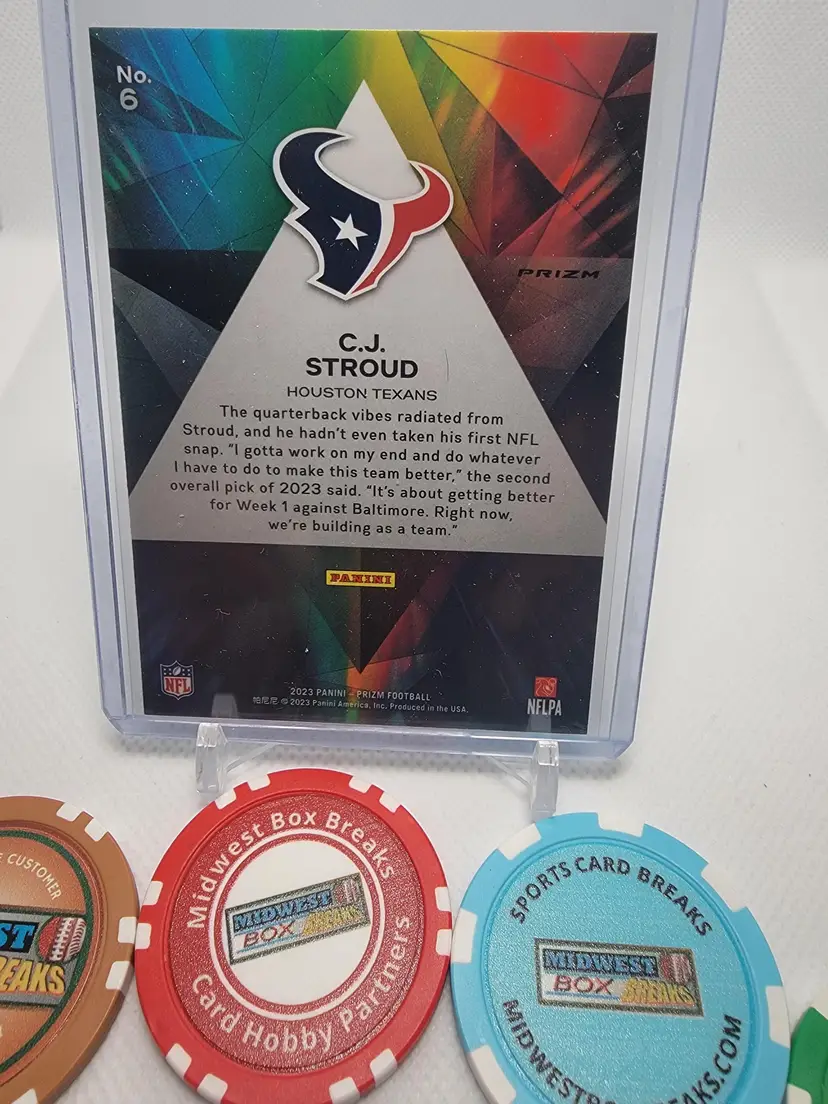 No.
6
PRIZM
C.J.
STROUD
HOUSTON TEXANS
The quarterback vibes radiated from
Stroud, and he hadn't even taken his first NFL
snap. "I gotta work on my end and do whatever
I have to do to make this team better," the second
overall pick of 2023 said. "It's about getting better
for Week 1 against Baltimore. Right now,
we're building as a team."
PANINI
NFL
NFLPA
2023 PANINI – PRIZM FOOTBALL
帕尼尼 © 2023 Panini America, Inc. Produced in the USA.
CUSTOMER
Midwest Box Breaks
MIDWEST
BOX BREAKS
Card Hobby Partners
SPORTS CARD BREAKS
MIDWEST
BOX BREAKS